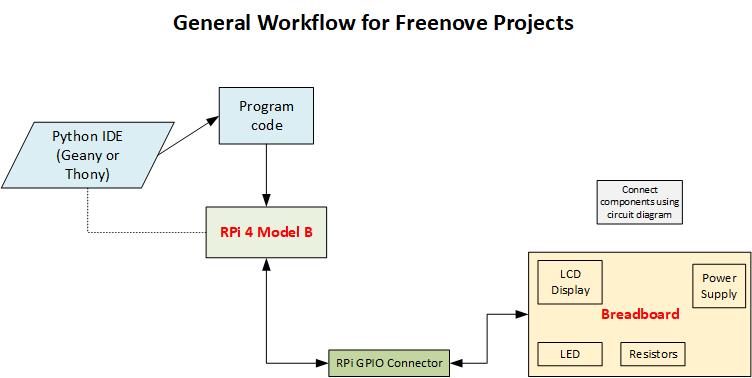 General Workflow for Freenove Projects
Program
code
Python IDE
(Geany or
Thony)
RPi 4 Model B
Connect
components using
circuit diagram
LCD
Display
Power
Supply
Breadboard
LED
Resistors
RPi GPIO Connector